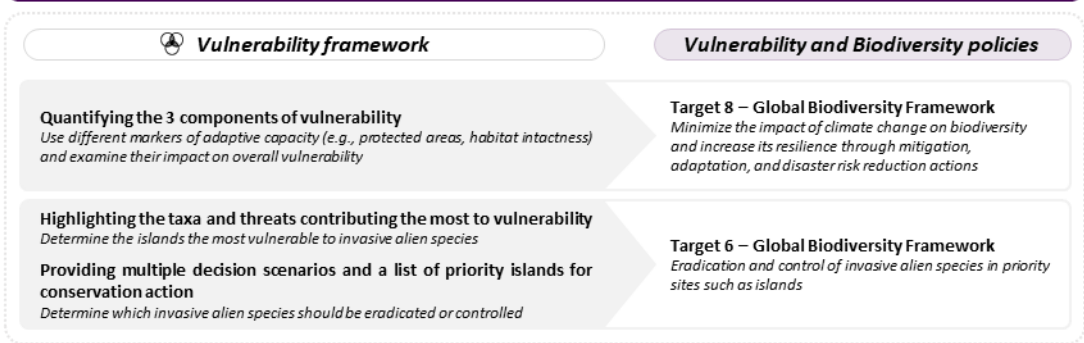 Vulnerability framework
Vulnerability and Biodiversity policies
Quantifying the 3 components of vulnerability
Use different markers of adaptive capacity (e.g., protected areas, habitat intactness)
and examine their impact on overall vulnerability
Target 8 – Global Biodiversity Framework
Minimize the impact of climate change on biodiversity
and increase its resilience through mitigation,
adaptation, and disaster risk reduction actions
Highlighting the taxa and threats contributing the most to vulnerability
Determine the islands the most vulnerable to invasive alien species
Providing multiple decision scenarios and a list of priority islands for
conservation action
Determine which invasive alien species should be eradicated or controlled
Target 6 – Global Biodiversity Framework
Eradication and control of invasive alien species in priority
sites such as islands